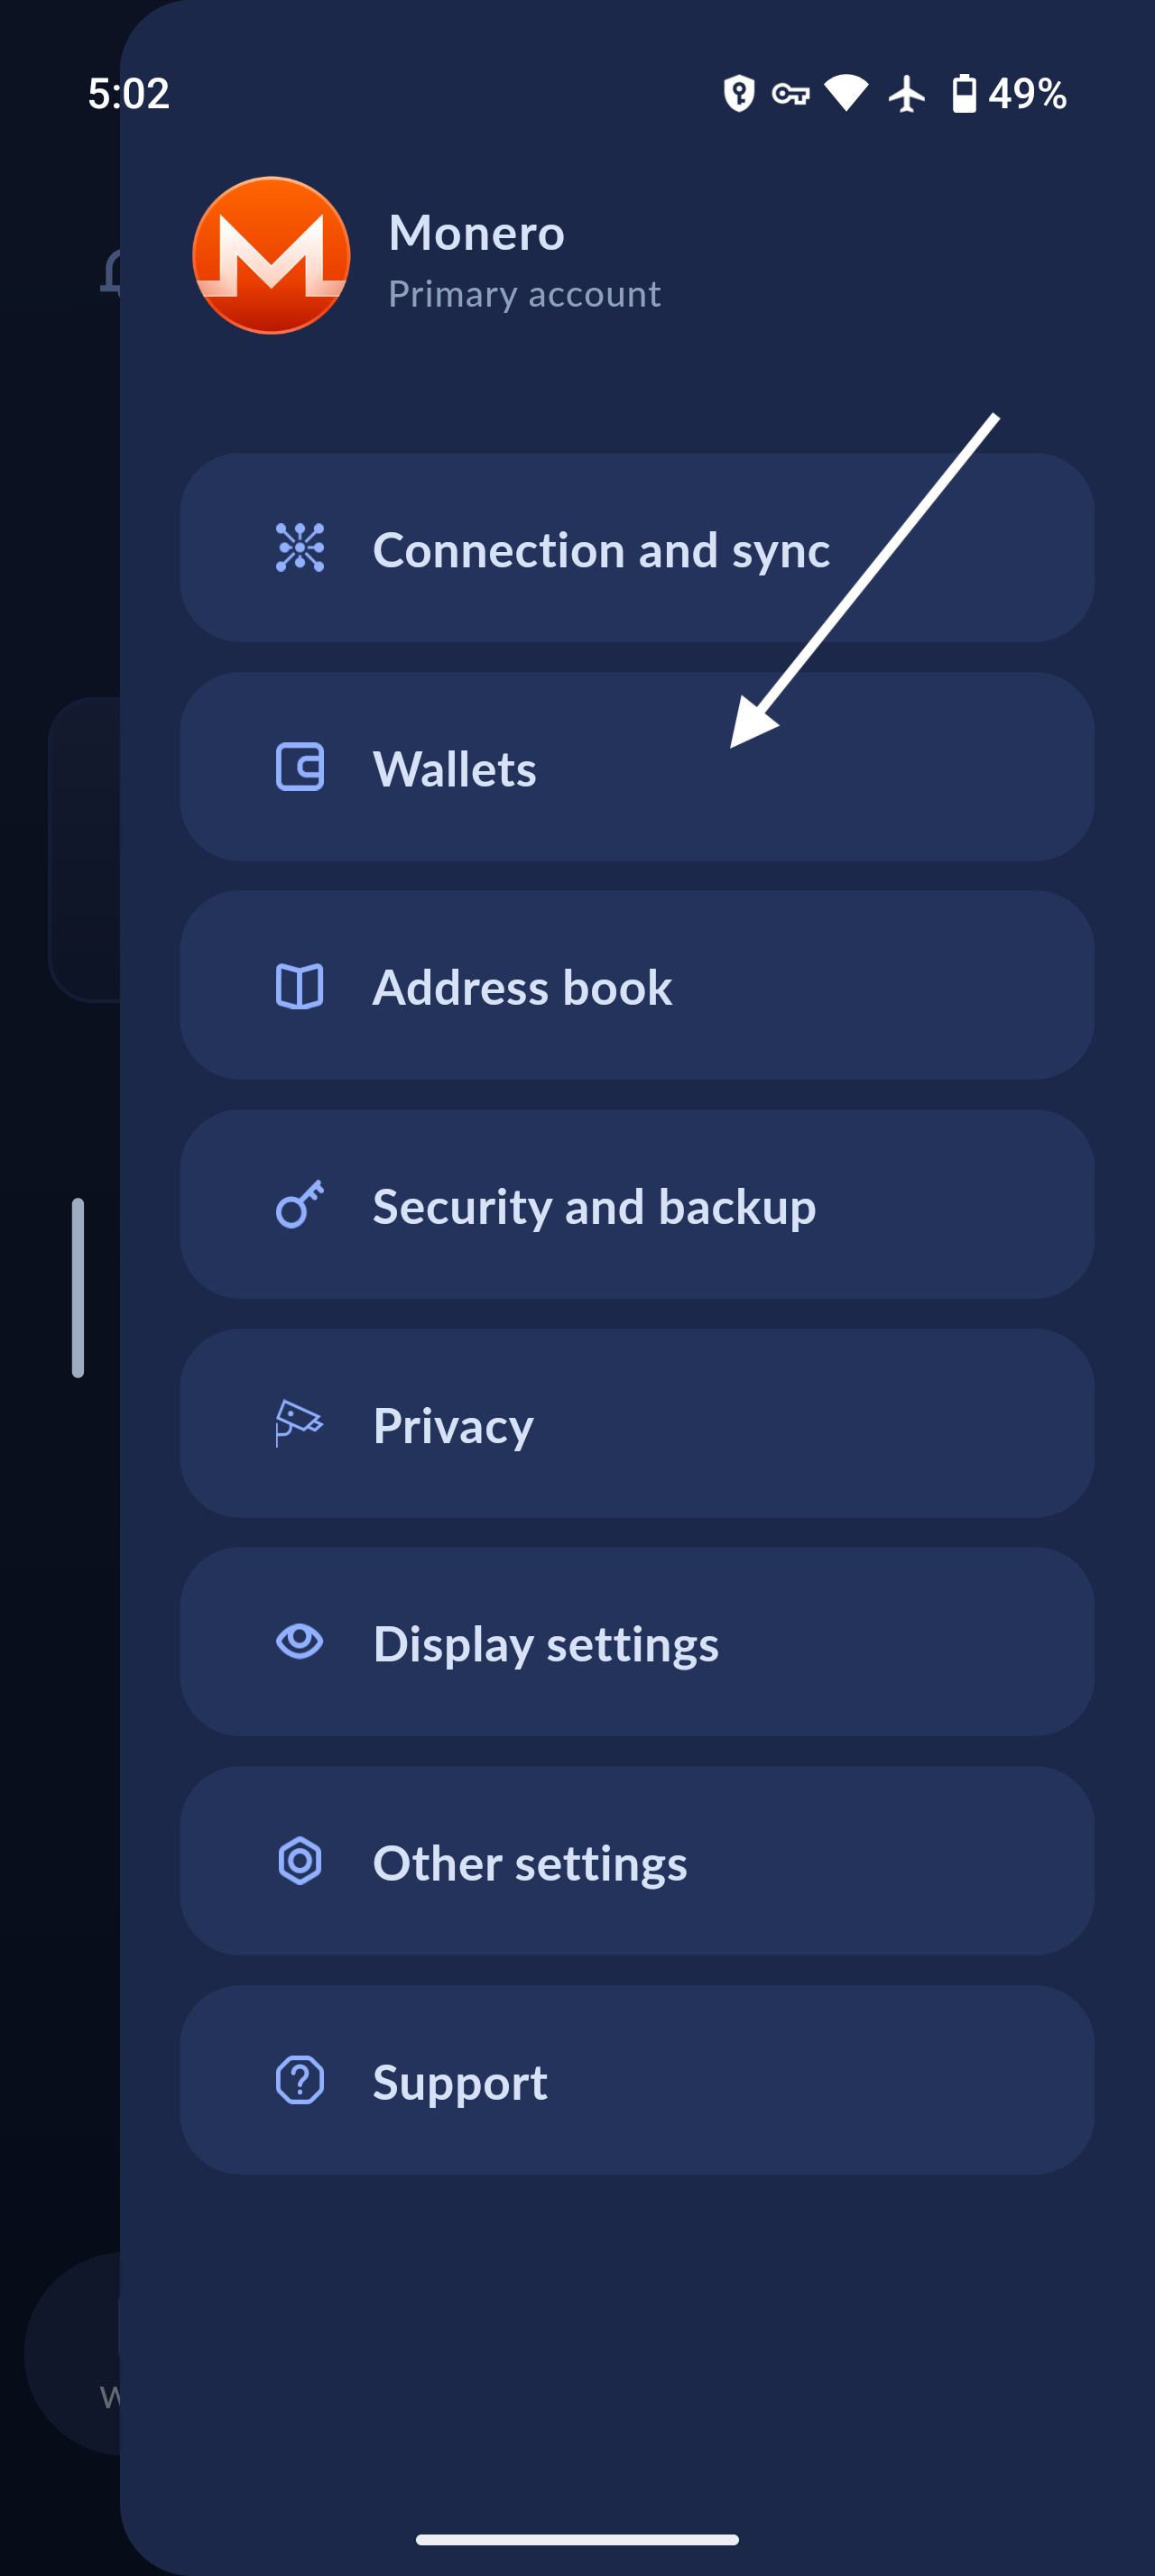 5:02
49%
Monero
Primary account
Connection and sync
Wallets
Address book
Security and backup
Privacy
Display settings
Other settings
Support